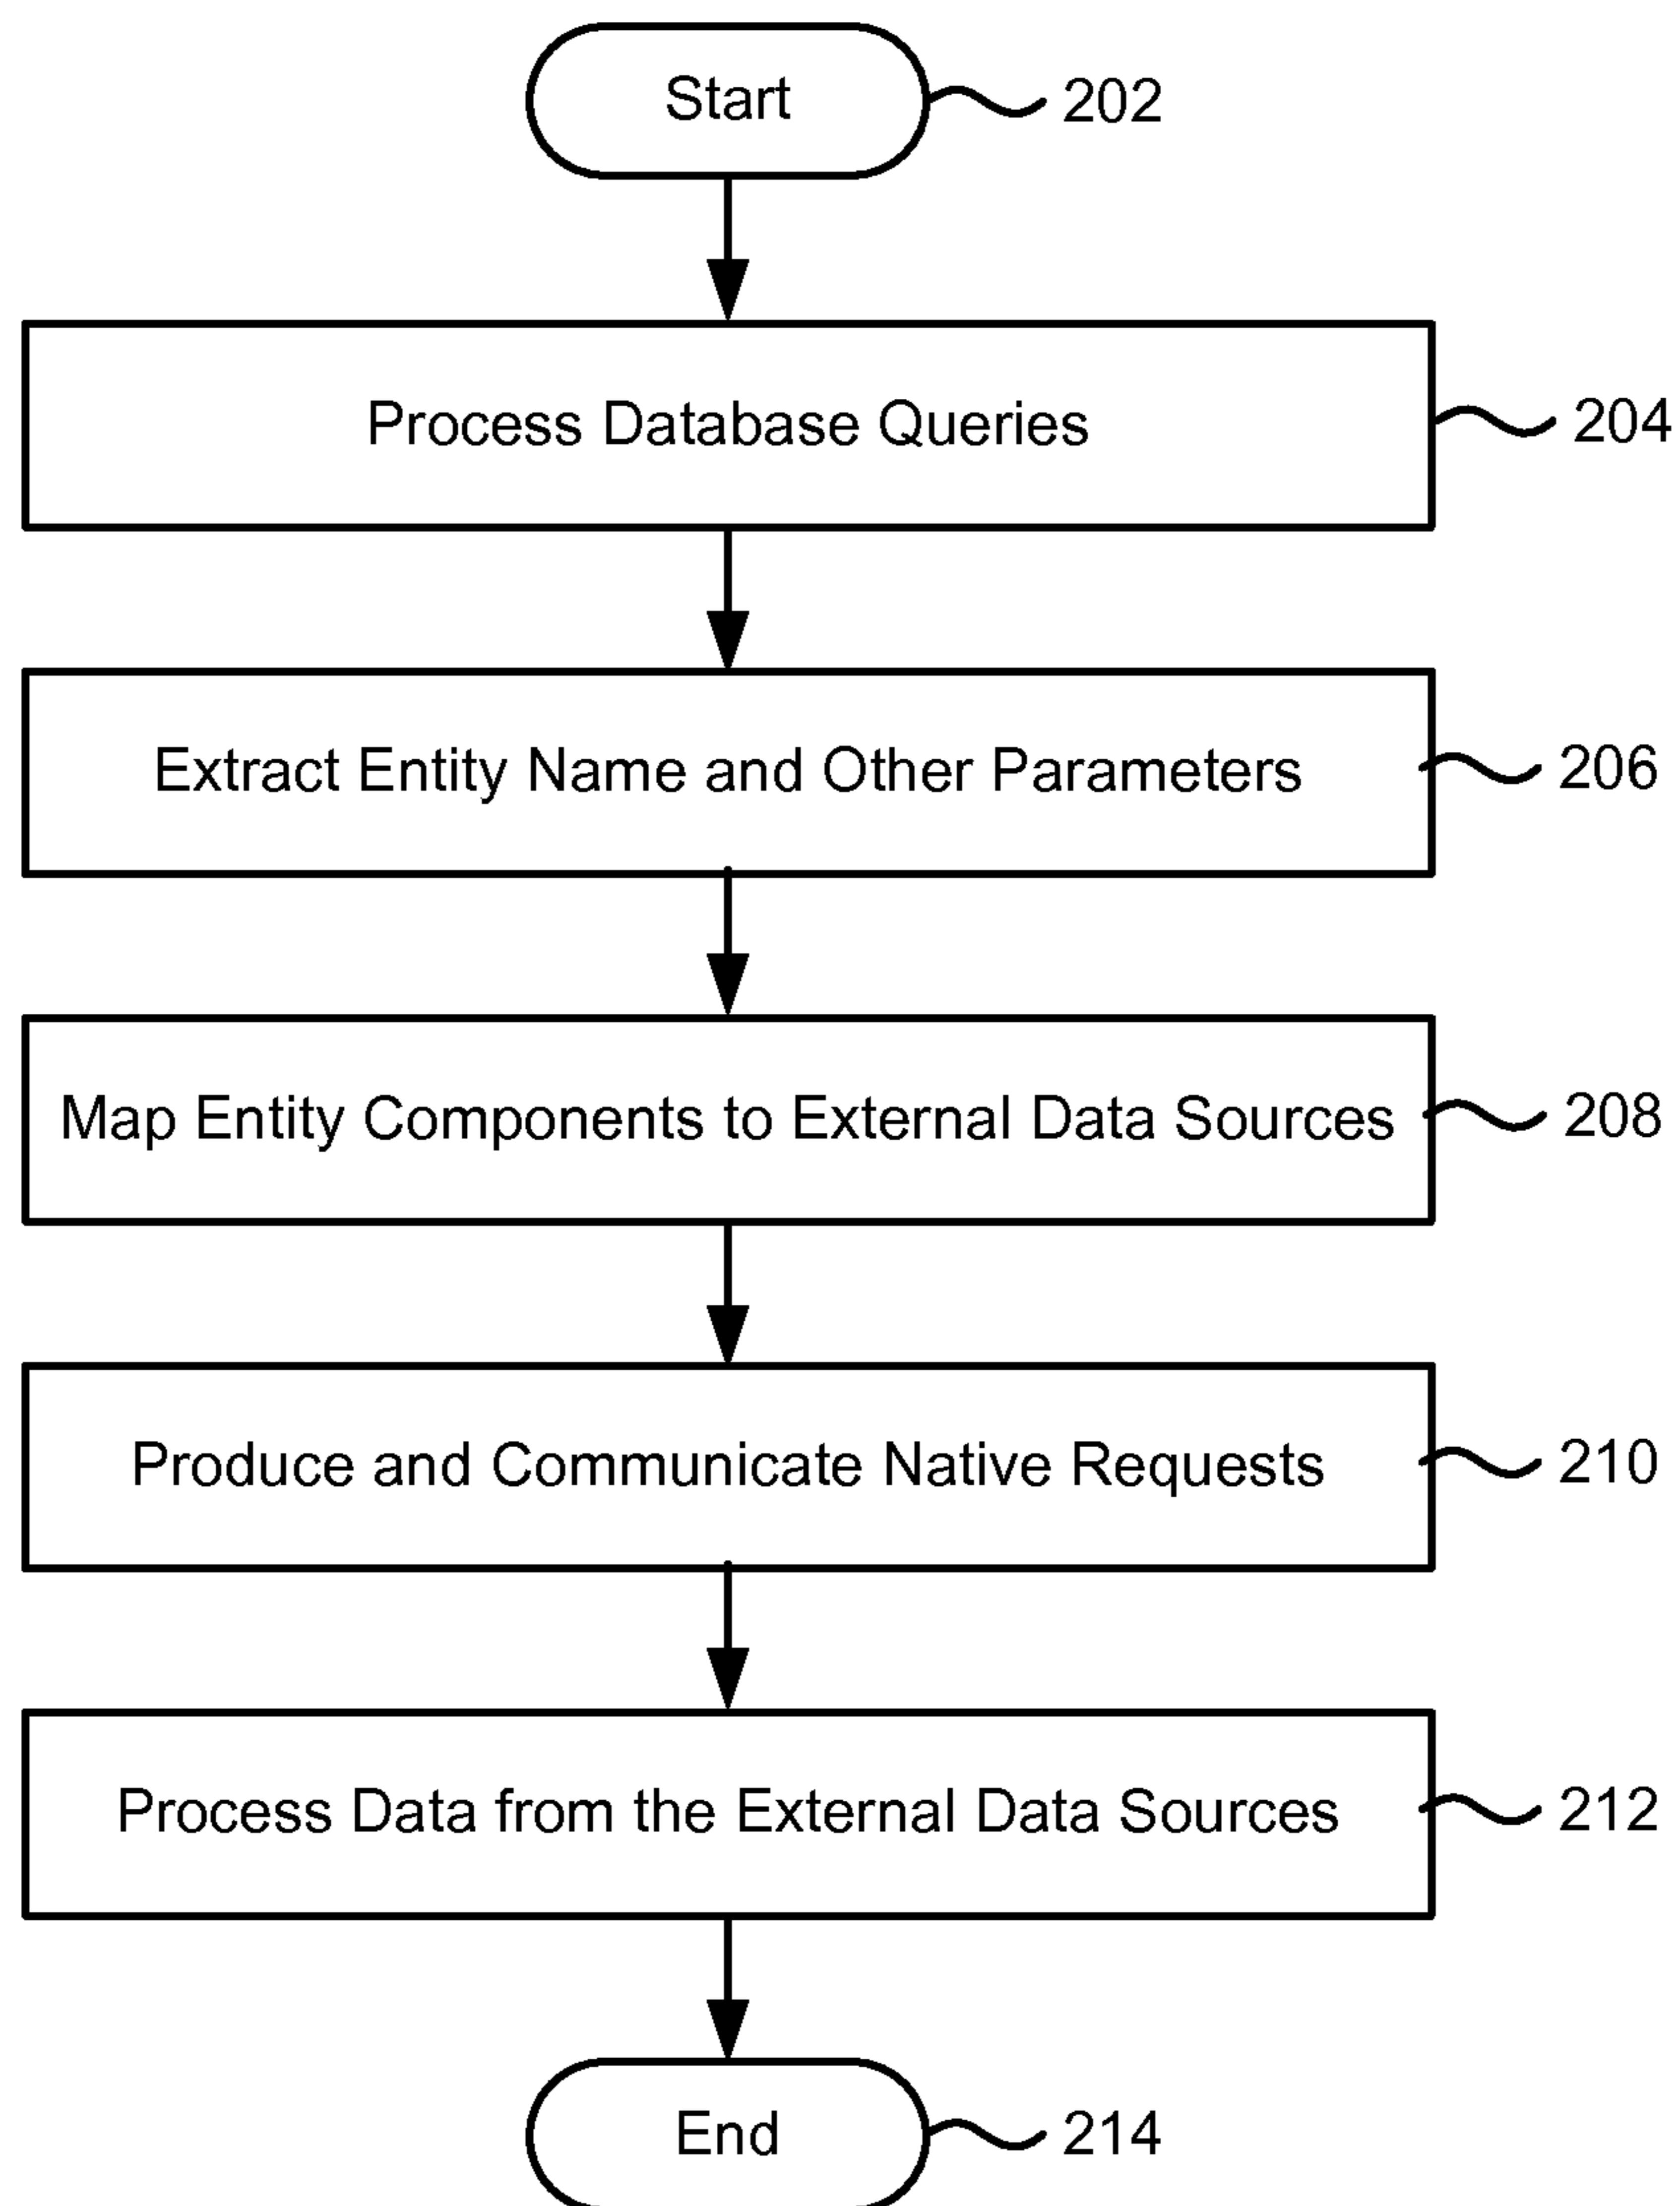 Start
202
Process Database Queries
204
Extract Entity Name and Other Parameters
206
Map Entity Components to External Data Sources
208
Produce and Communicate Native Requests
210
Process Data from the External Data Sources
212
End
214